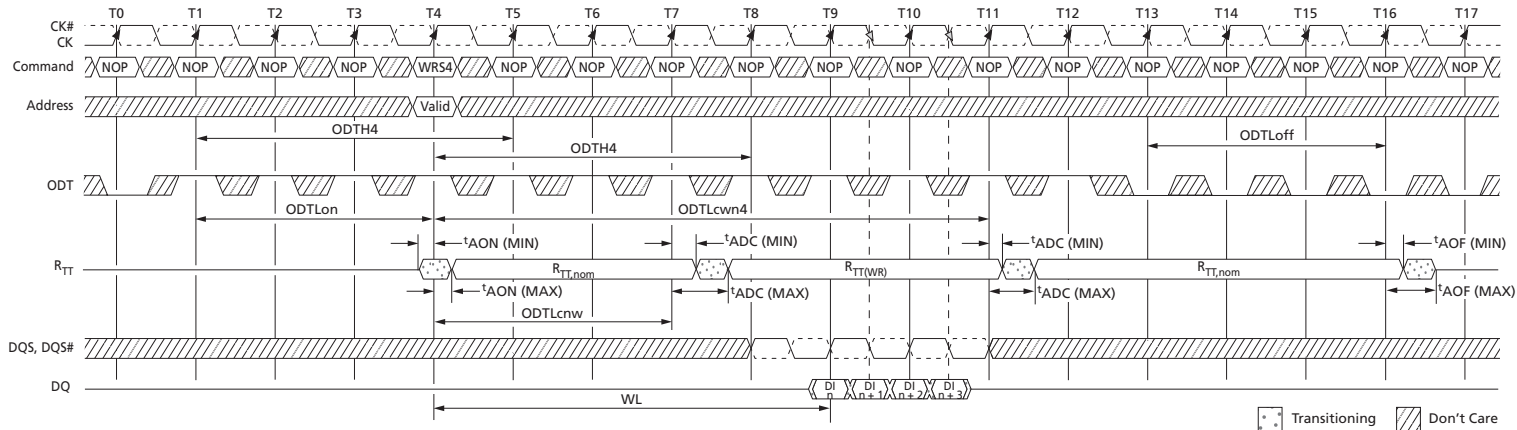 T0 T1 T2 T3 T4 T5 T6 T7 T8 T9 T10 T11 T12 T13 T14 T15 T16 T17
CK#
CK
Command NOP NOP NOP NOP WRS4 NOP NOP NOP NOP NOP NOP NOP NOP NOP NOP NOP NOP NOP
Address Valid
ODTH4 ODTLoff
ODTH4
ODT
ODTLon ODTLcwn4
tAON (MIN) tADC (MIN) tADC (MIN) tAOF (MIN)
RTT RTT,nom RTT(WR) RTT,nom
tAON (MAX) tADC (MAX) tADC (MAX) tAOF (MAX)
ODTLcnw
DQS, DQS#
DQ DI n DI n + 1 DI n + 2 DI n + 3
WL
Transitioning Don't Care